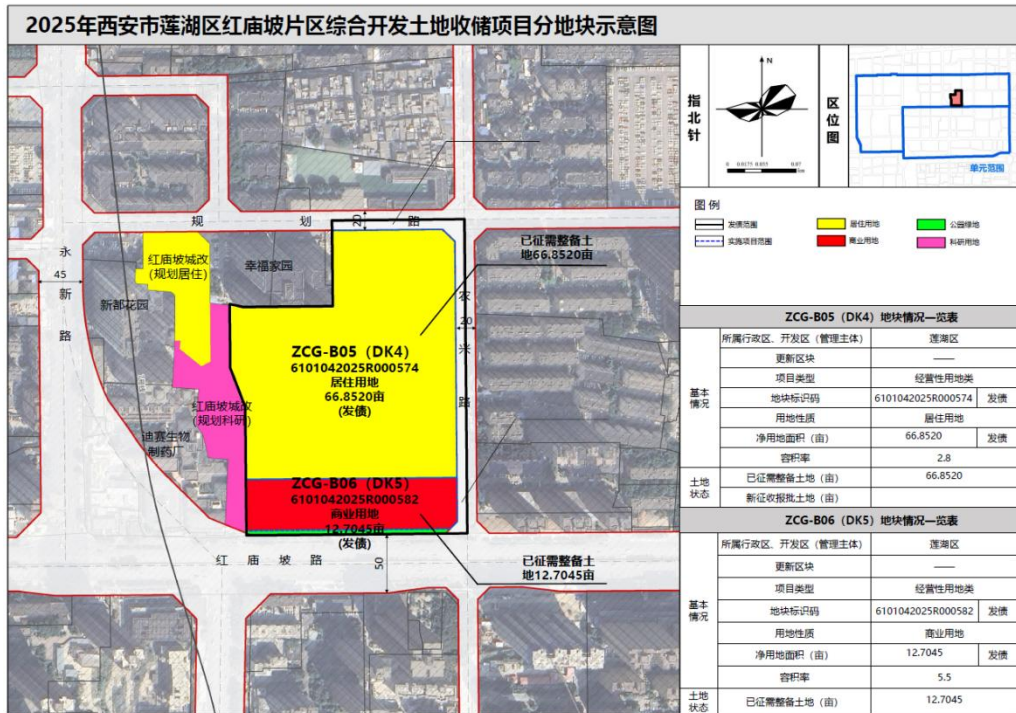 2025年西安市莲湖区红庙坡片区综合开发土地收储项目分地块示意图
规 划 路
20
永新路
45
红庙坡城改
(规划居住)
幸福家园
新都花园
已征需整备土
地66.8520亩
农兴路
20
ZCG-B05（DK4）
6101042025R000574
居住用地
66.8520亩
(发债)
红庙坡城改
(规划科研)
迪赛生物
制药厂
ZCG-B06（DK5）
6101042025R000582
商业用地
12.7045亩
(发债)
红 庙 坡 路
50
已征需整备土
地12.7045亩
指北针
N
0 0.0175 0.035 0.07
km
区位图
单元范围
图 例
发债范围
居住用地
公园绿地
实施项目范围
商业用地
科研用地
ZCG-B05（DK4）地块情况一览表
基本情况
所属行政区、开发区（管理主体） 莲湖区
更新区块 ——
项目类型 经营性用地类
地块标识码 6101042025R000574 发债
用地性质 居住用地
净用地面积（亩） 66.8520 发债
容积率 2.8
土地状态
已征需整备土地（亩） 66.8520
新征收报批土地（亩）
ZCG-B06（DK5）地块情况一览表
基本情况
所属行政区、开发区（管理主体） 莲湖区
更新区块 ——
项目类型 经营性用地类
地块标识码 6101042025R000582 发债
用地性质 商业用地
净用地面积（亩） 12.7045 发债
容积率 5.5
土地状态
已征需整备土地（亩） 12.7045